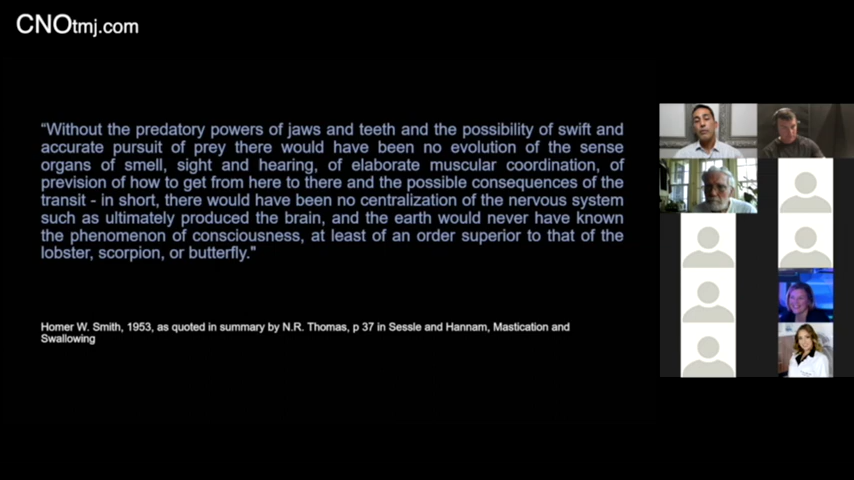 CNOtmj.com
“Without the predatory powers of jaws and teeth and the possibility of swift and
accurate pursuit of prey there would have been no evolution of the sense
organs of smell, sight and hearing, of elaborate muscular coordination, of
prevision of how to get from here to there and the possible consequences of the
transit - in short, there would have been no centralization of the nervous system
such as ultimately produced the brain, and the earth would never have known
the phenomenon of consciousness, at least of an order superior to that of the
lobster, scorpion, or butterfly."
Homer W. Smith, 1953, as quoted in summary by N.R. Thomas, p 37 in Sessle and Hannam, Mastication and
Swallowing